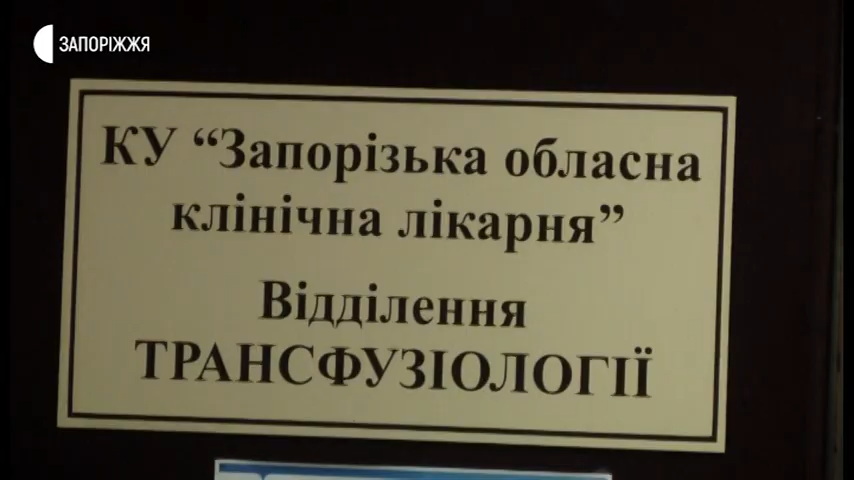 ЗАПОРІЖЖЯ
КУ “Запорізька обласна
клінічна лікарня”
Відділення
ТРАНСФУЗІОЛОГІЇ